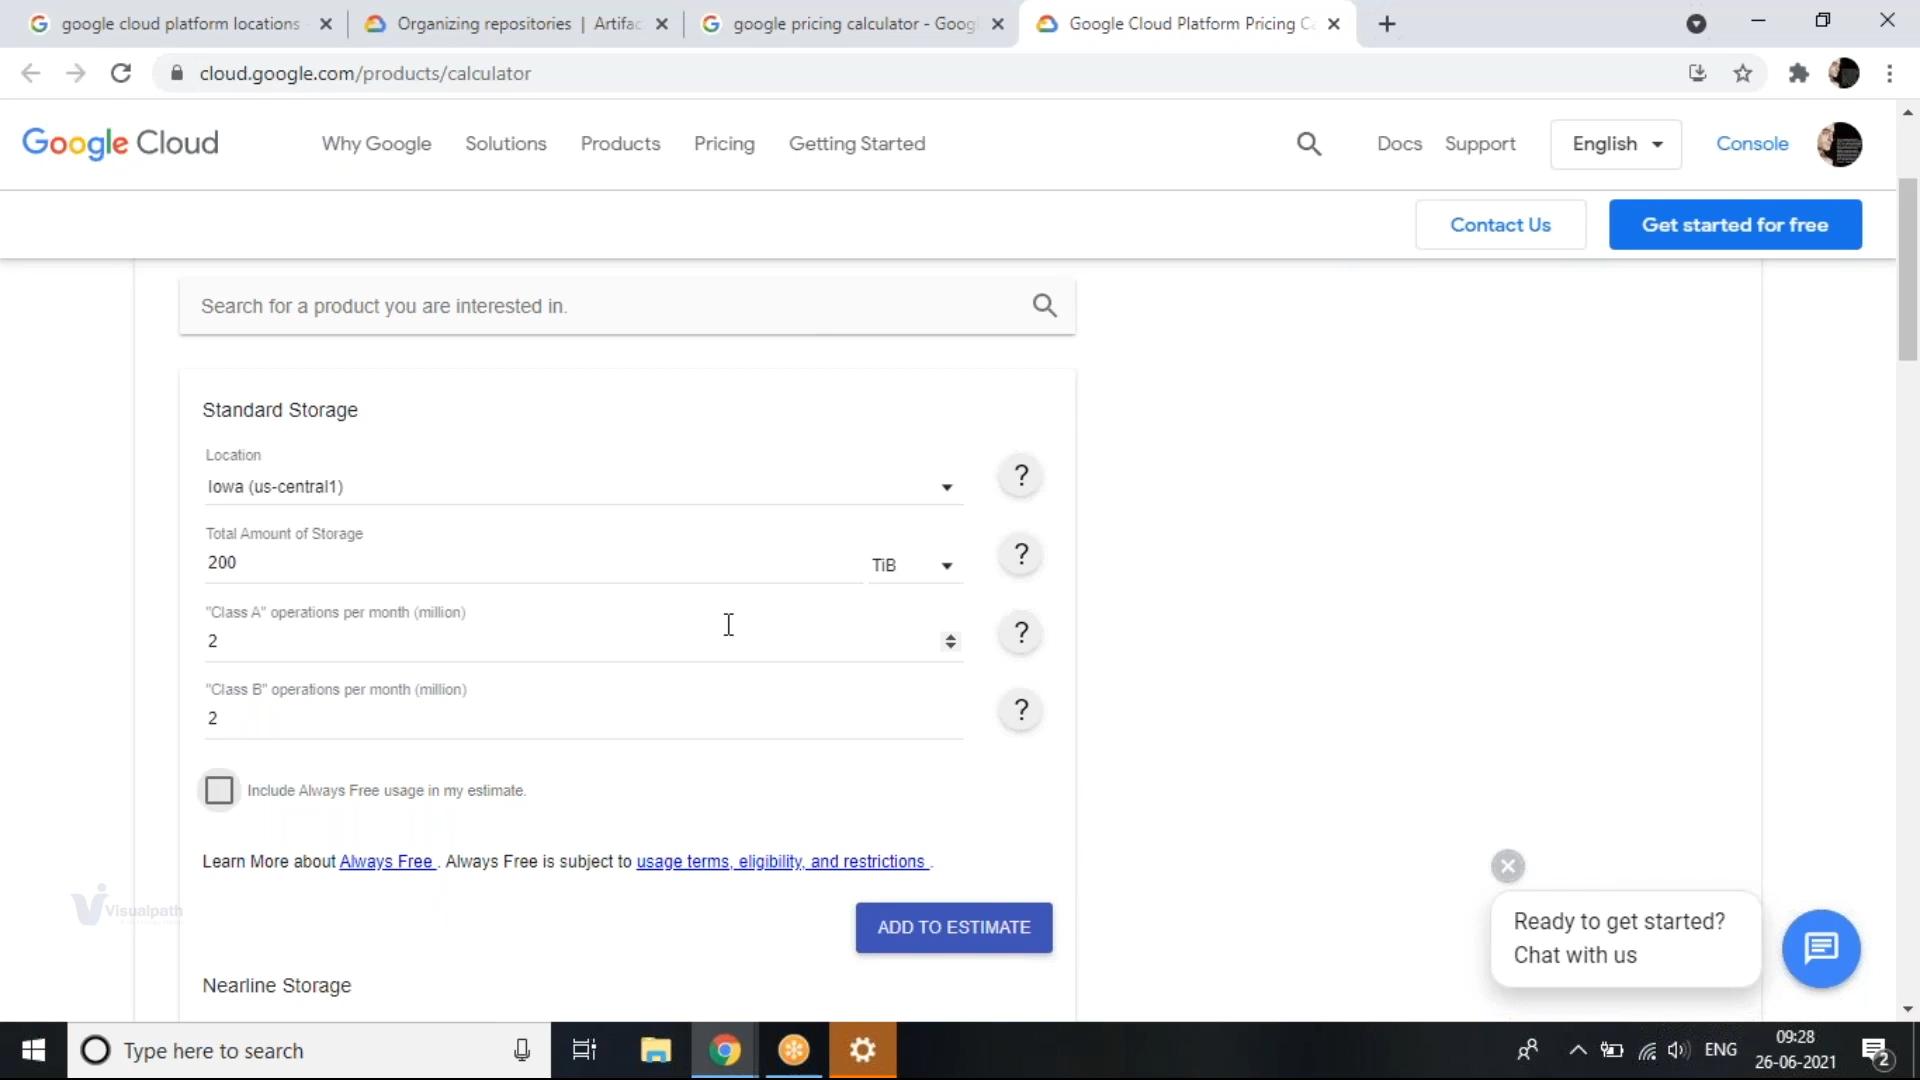 google cloud platform locations
Organizing repositories | Artifac
google pricing calculator - Goog
Google Cloud Platform Pricing Ca
cloud.google.com/products/calculator
Google Cloud
Why Google
Solutions
Products
Pricing
Getting Started
Docs
Support
English
Console
Contact Us
Get started for free
Search for a product you are interested in.
Standard Storage
Location
Iowa (us-central1)
?
Total Amount of Storage
200
TiB
?
"Class A" operations per month (million)
2
?
"Class B" operations per month (million)
2
?
Include Always Free usage in my estimate.
Learn More about Always Free . Always Free is subject to usage terms, eligibility, and restrictions .
Visualpath
ADD TO ESTIMATE
Ready to get started?
Chat with us
Nearline Storage
Type here to search
ENG
09:28
26-06-2021
2